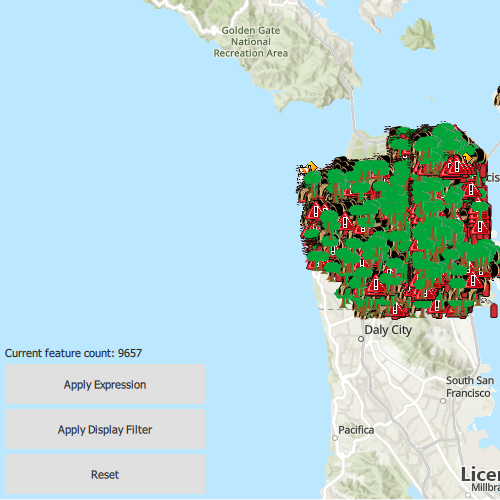 Golden Gate
National
Recreation Area
cis
Daly City
Current feature count: 9657
Apply Expression
South San
Francisco
Apply Display Filter
Pacifica
Reset
Licen
Millbra